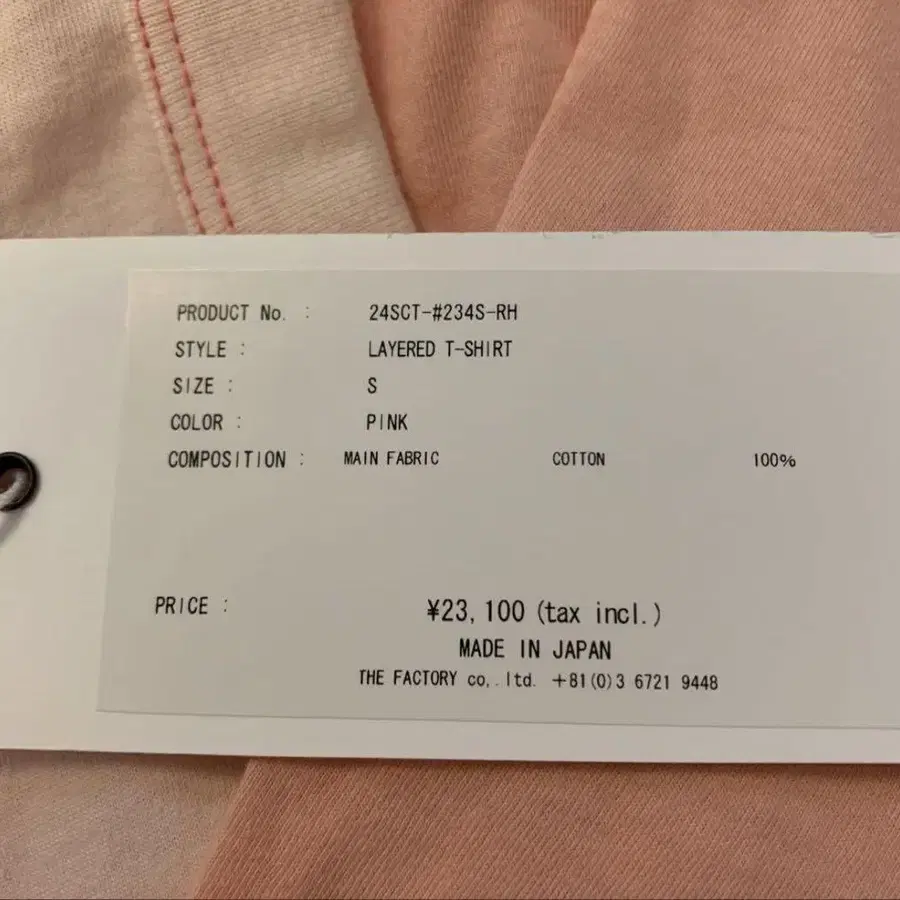 PRODUCT No. : 24SCT-#234S-RH
STYLE : LAYERED T-SHIRT
SIZE : S
COLOR : PINK
COMPOSITION : MAIN FABRIC COTTON 100%
PRICE : ¥23,100 (tax incl.)
MADE IN JAPAN
THE FACTORY co,.ltd. +81(0)3 6721 9448